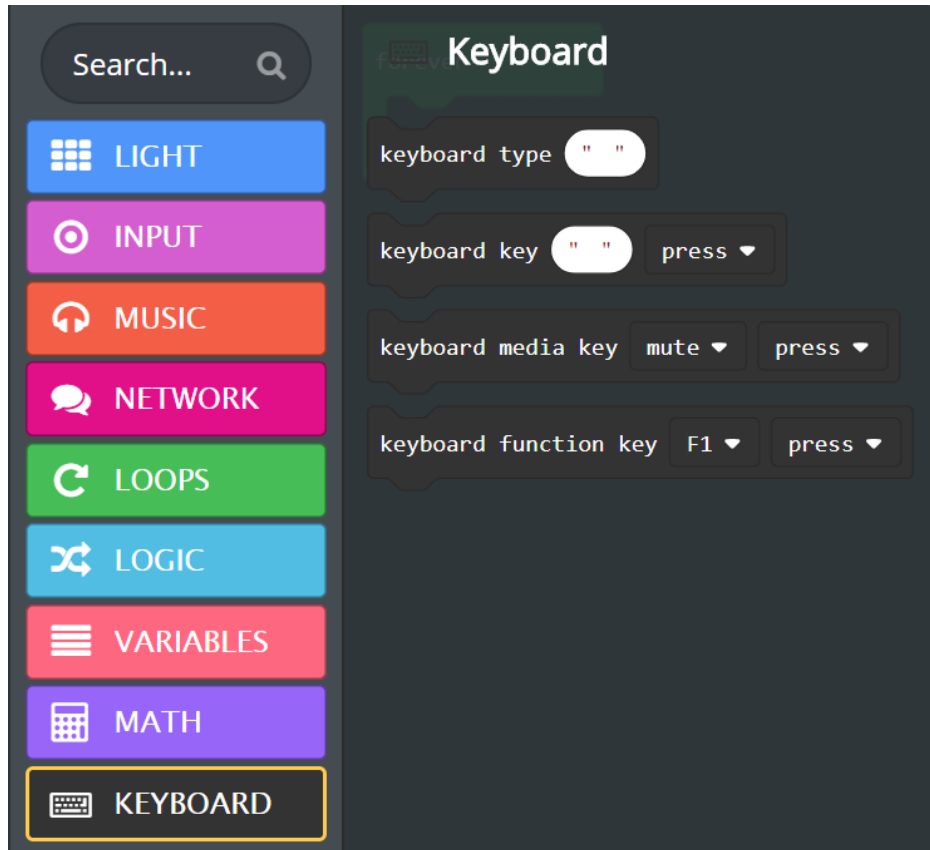 Search...
LIGHT
INPUT
MUSIC
NETWORK
LOOPS
LOGIC
VARIABLES
MATH
KEYBOARD
forever
Keyboard
keyboard type " "
keyboard key " " press
keyboard media key mute press
keyboard function key F1 press